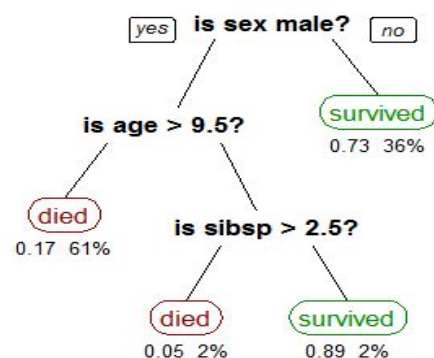 yes is sex male? no
is age > 9.5?
survived
0.73 36%
died
0.17 61%
is sibsp > 2.5?
died
0.05 2%
survived
0.89 2%